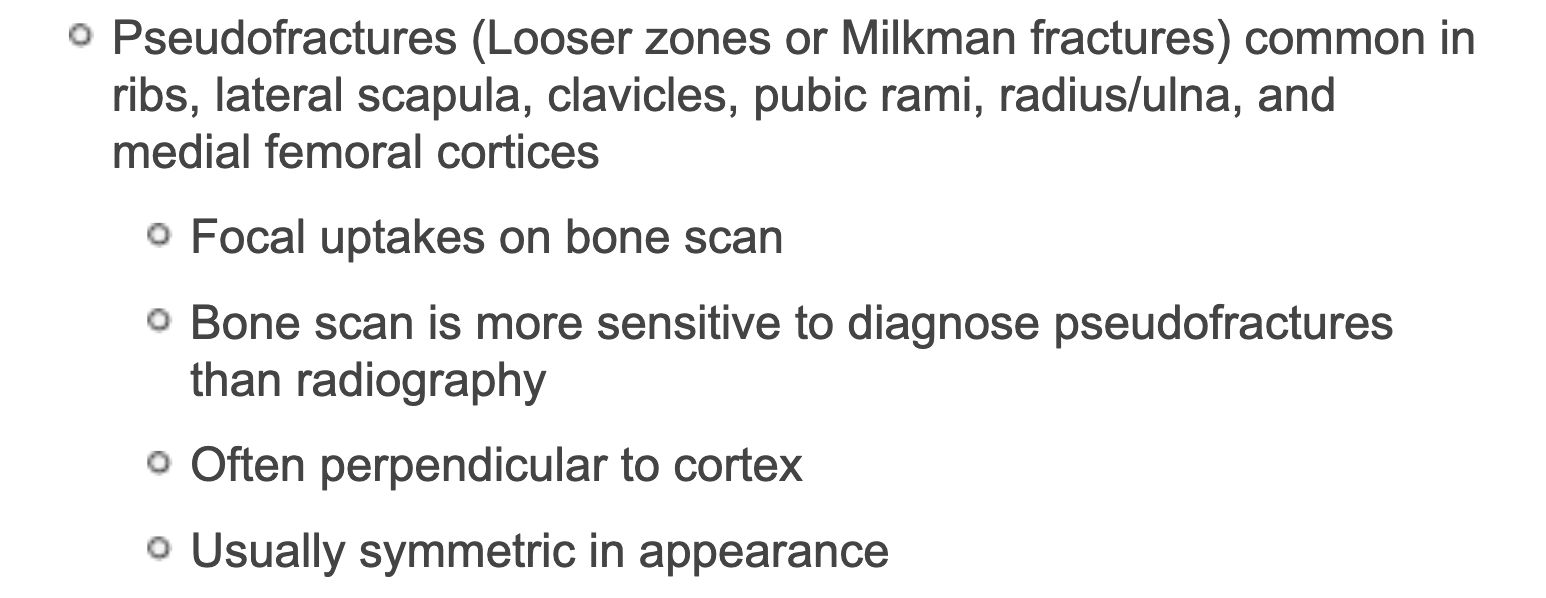 Pseudofractures (Looser zones or Milkman fractures) common in
ribs, lateral scapula, clavicles, pubic rami, radius/ulna, and
medial femoral cortices
Focal uptakes on bone scan
Bone scan is more sensitive to diagnose pseudofractures
than radiography
Often perpendicular to cortex
Usually symmetric in appearance